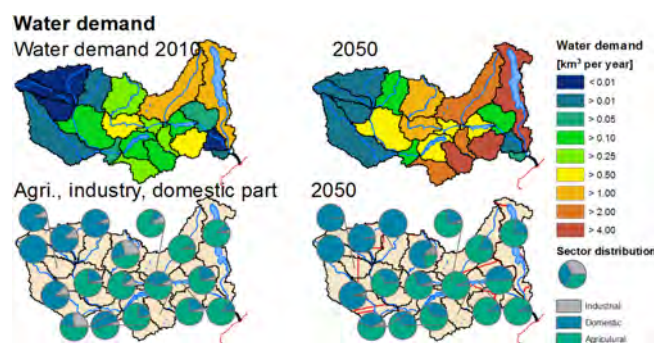 Water demand
Water demand 2010
2050
Water demand
[km³ per year]
< 0.01
> 0.01
> 0.05
> 0.10
> 0.25
> 0.50
> 1.00
> 2.00
> 4.00
Agri., industry, domestic part
2050
Sector distribution
Industrial
Domestic
Agricultural